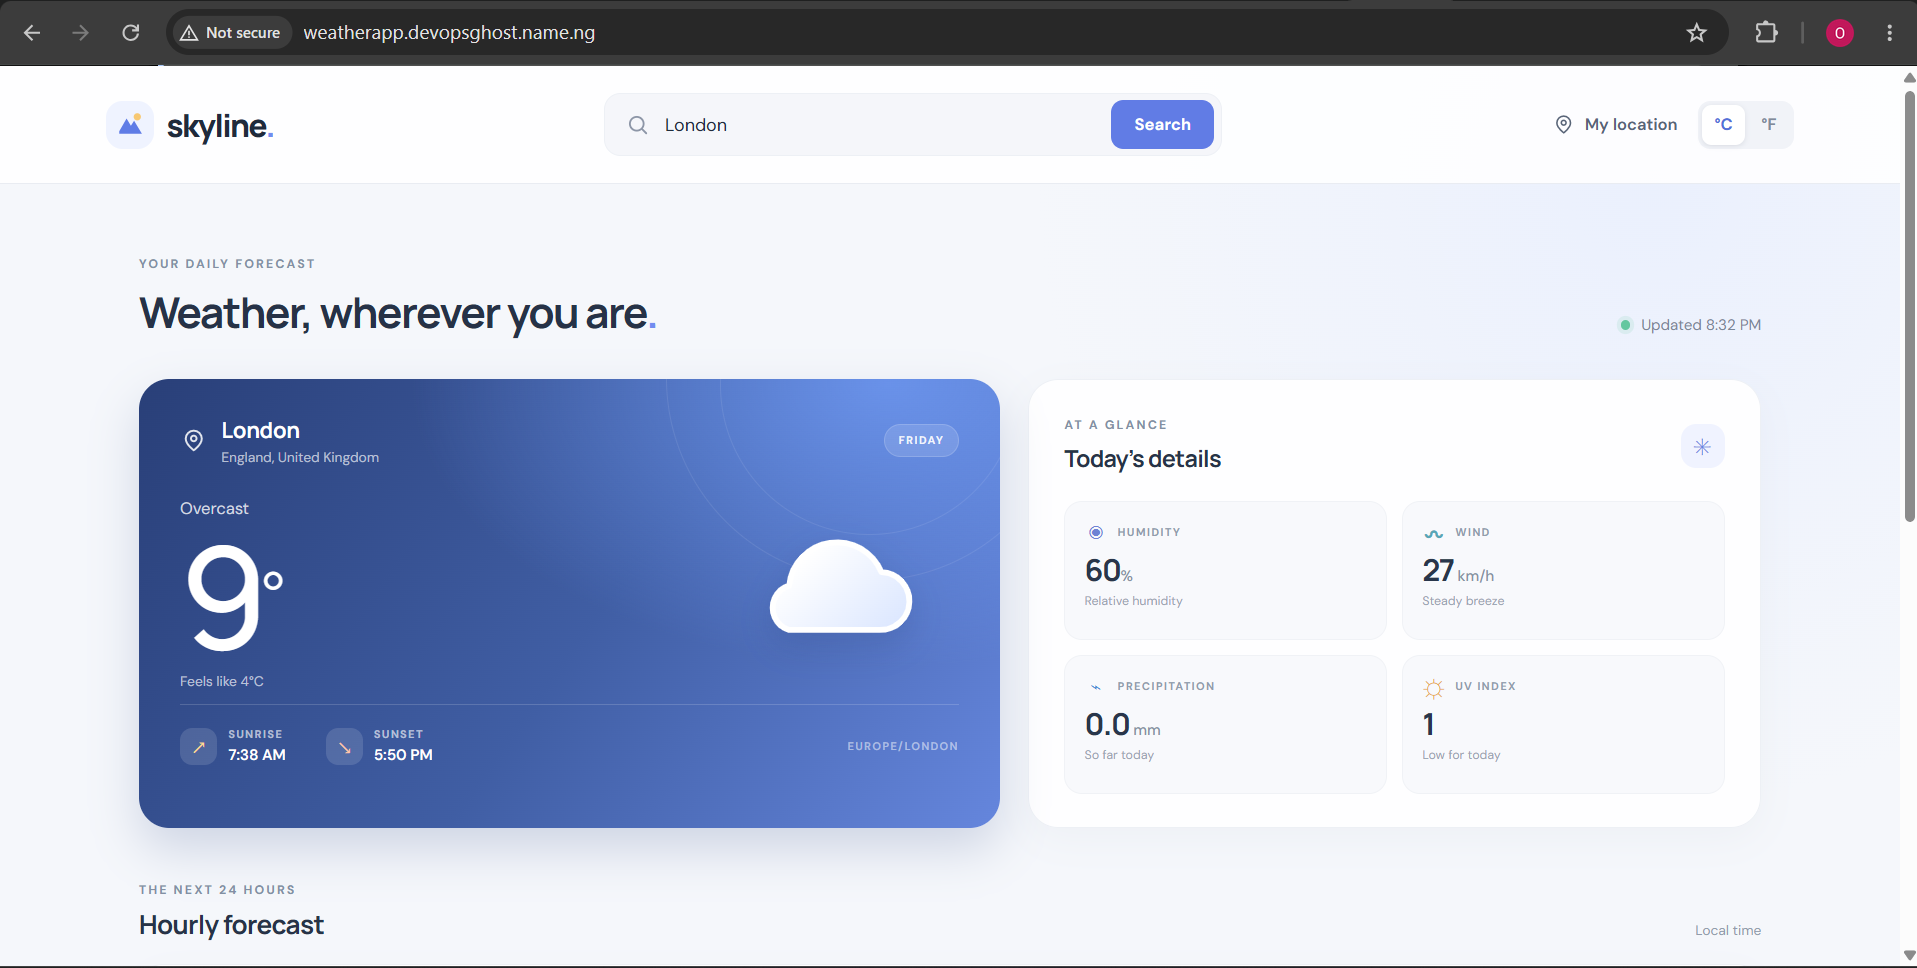 Not secure
weatherapp.devopsghost.name.ng
O
skyline.
London
Search
My location
°C
°F
YOUR DAILY FORECAST
Weather, wherever you are.
Updated 8:32 PM
London
England, United Kingdom
FRIDAY
Overcast
9°
Feels like 4°C
SUNRISE
7:38 AM
SUNSET
5:50 PM
EUROPE/LONDON
AT A GLANCE
Today’s details
HUMIDITY
60%
Relative humidity
WIND
27 km/h
Steady breeze
PRECIPITATION
0.0 mm
So far today
UV INDEX
1
Low for today
THE NEXT 24 HOURS
Hourly forecast
Local time